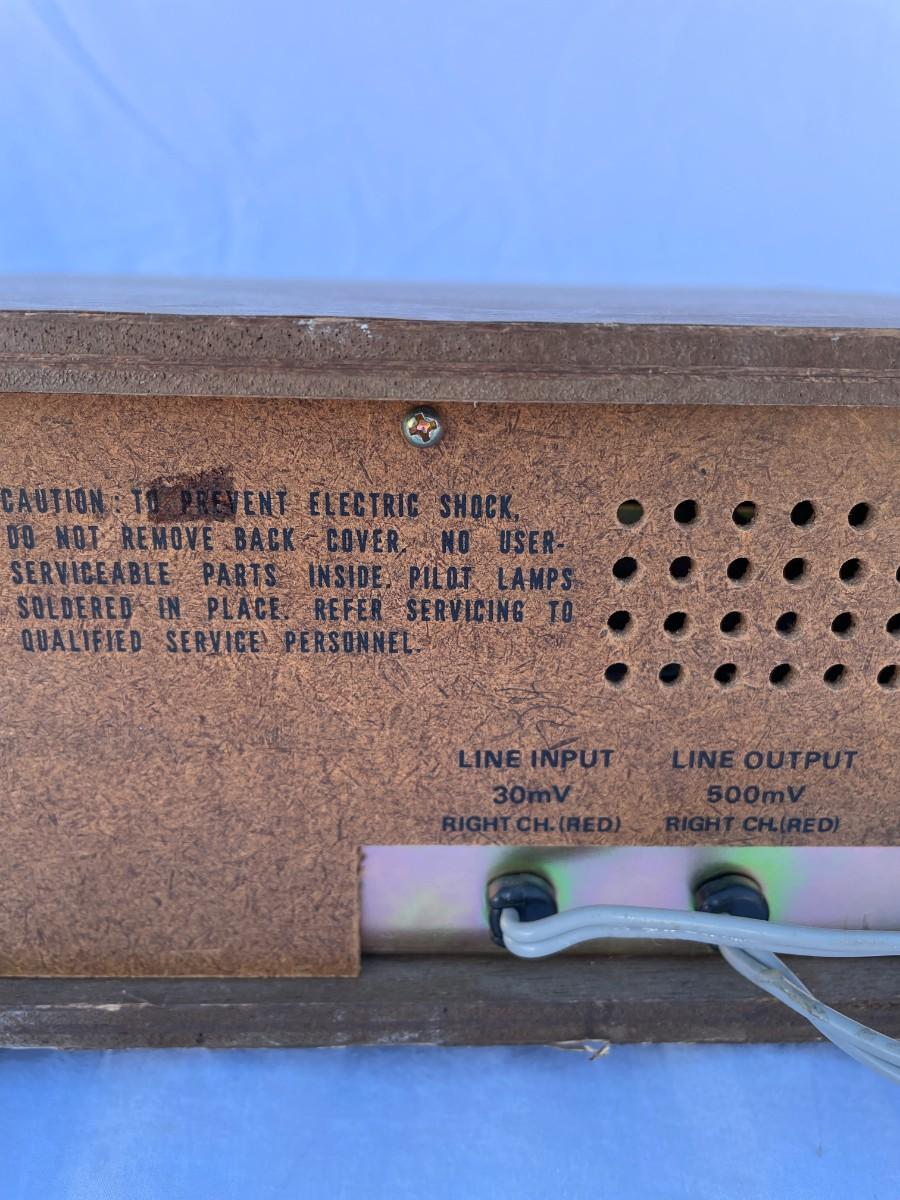 CAUTION: TO PREVENT ELECTRIC SHOCK,
DO NOT REMOVE BACK COVER. NO USER-
SERVICEABLE PARTS INSIDE. PILOT LAMPS
SOLDERED IN PLACE. REFER SERVICING TO
QUALIFIED SERVICE PERSONNEL.
LINE INPUT
30mV
RIGHT CH.(RED)
LINE OUTPUT
500mV
RIGHT CH.(RED)